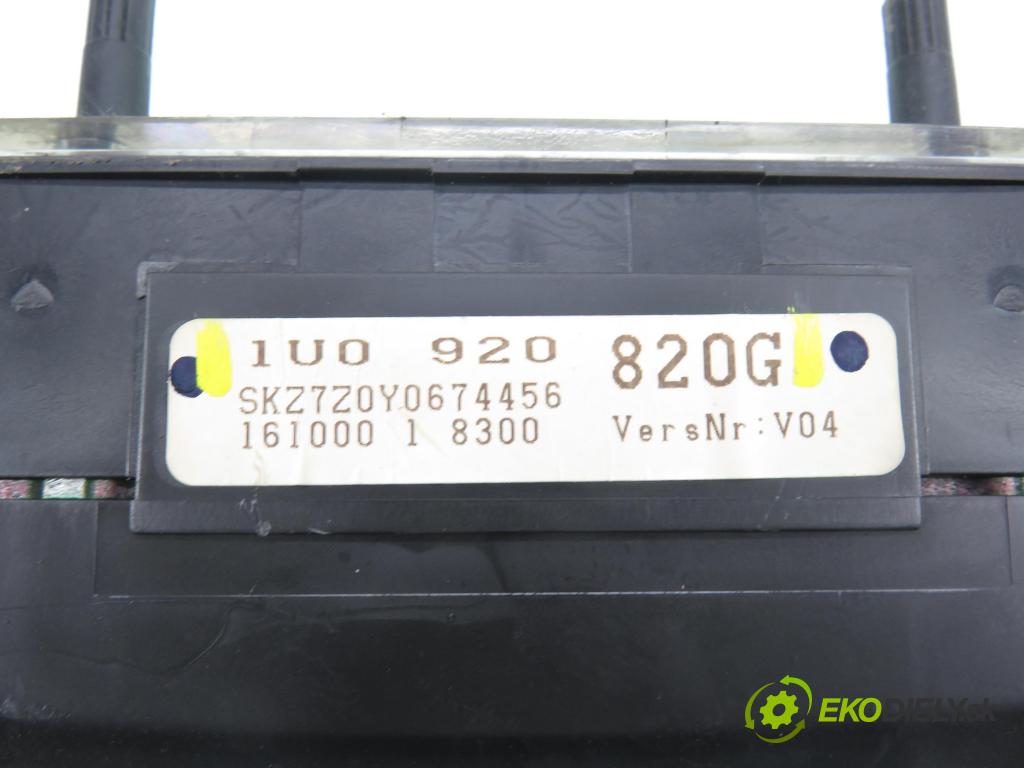 1U0 920 820G
SKZ7Z0Y0674456
161000 1 8300 VersNr:V04
EKODIELY.sk